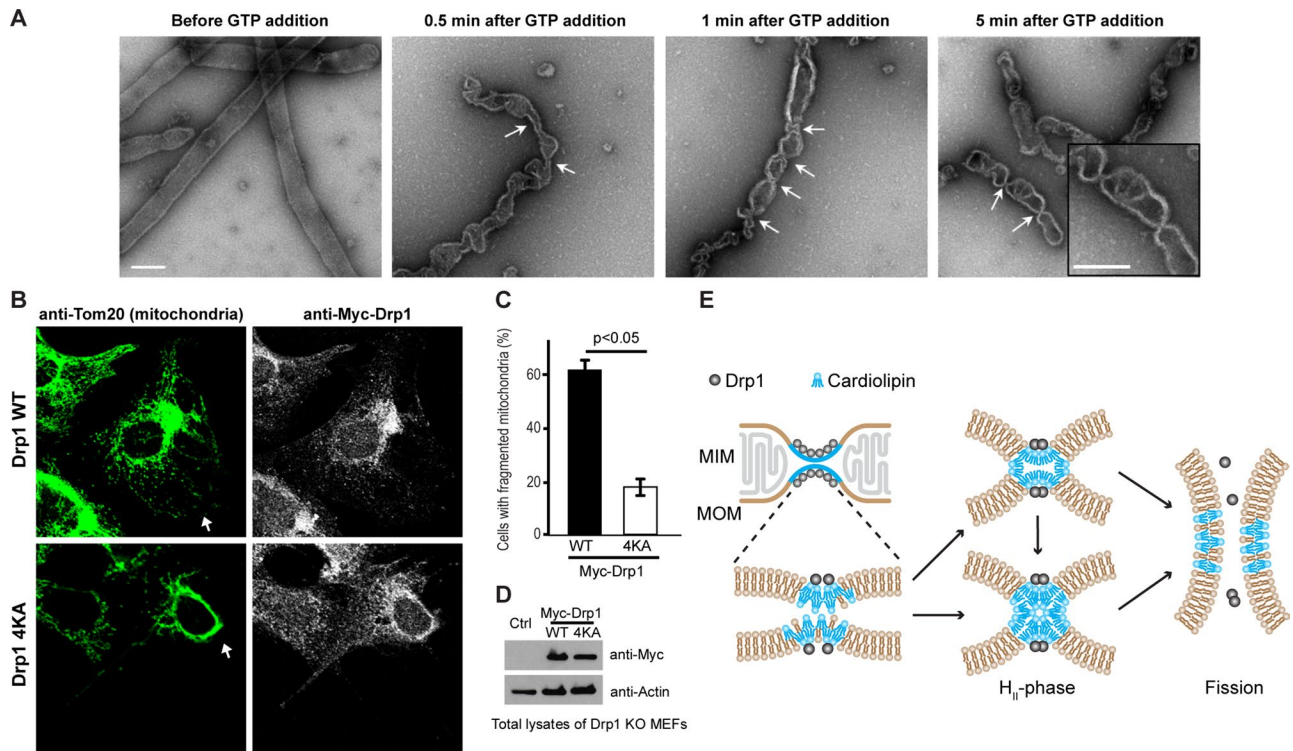 A
Before GTP addition
0.5 min after GTP addition
1 min after GTP addition
5 min after GTP addition
B
anti-Tom20 (mitochondria)
anti-Myc-Drp1
Drp1 WT
Drp1 4KA
C
p<0.05
Cells with fragmented mitochondria (%)
60
40
20
0
WT
4KA
Myc-Drp1
D
Ctrl
Myc-Drp1
WT 4KA
anti-Myc
anti-Actin
Total lysates of Drp1 KO MEFs
E
Drp1
Cardiolipin
MIM
MOM
H_II-phase
Fission